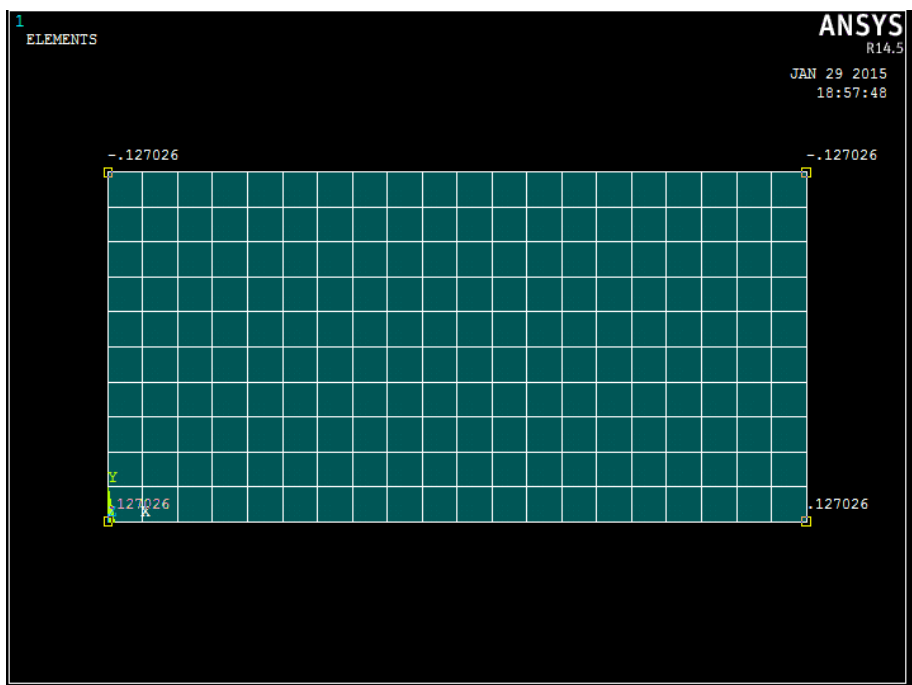 1
ELEMENTS
ANSYS
R14.5
JAN 29 2015
18:57:48
-.127026
-.127026
Y
.127026
X
.127026